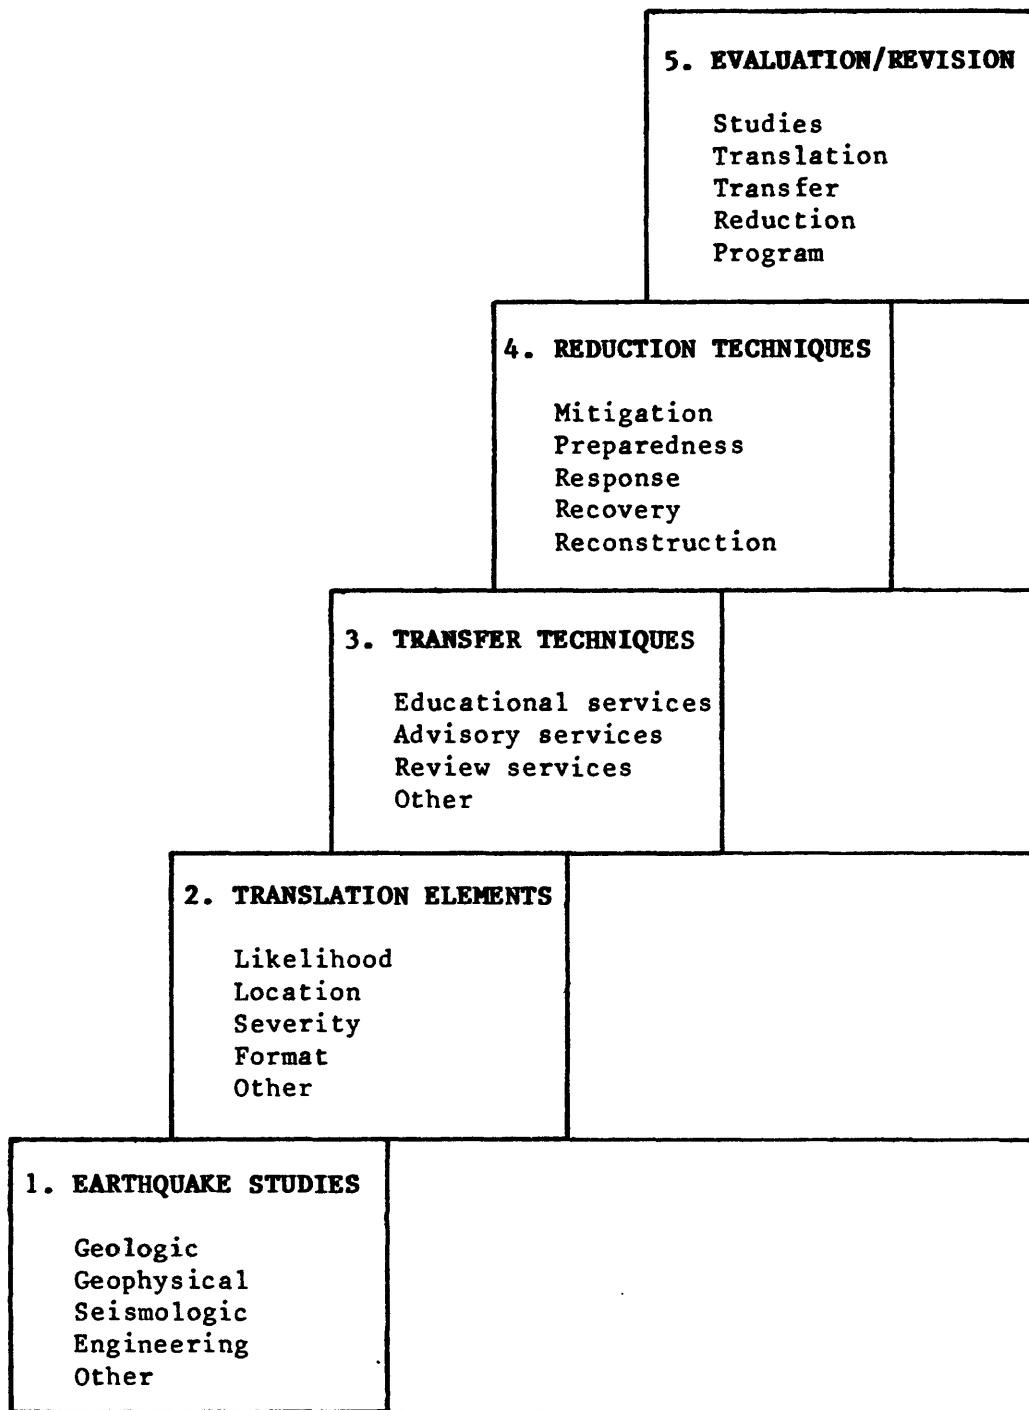 5. EVALUATION/REVISION
Studies
Translation
Transfer
Reduction
Program
4. REDUCTION TECHNIQUES
Mitigation
Preparedness
Response
Recovery
Reconstruction
3. TRANSFER TECHNIQUES
Educational services
Advisory services
Review services
Other
2. TRANSLATION ELEMENTS
Likelihood
Location
Severity
Format
Other
1. EARTHQUAKE STUDIES
Geologic
Geophysical
Seismologic
Engineering
Other